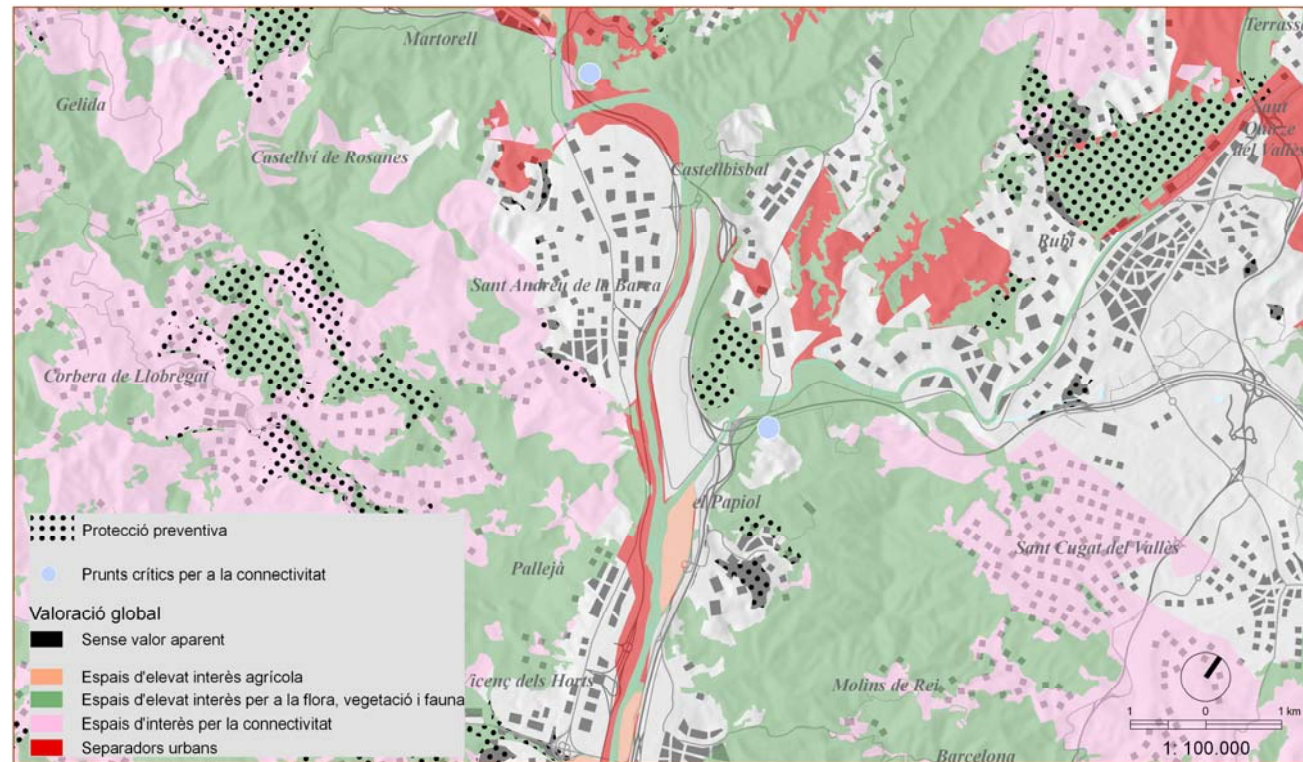 Martorell
Terrassa
Gelida
Sant
Quirze
del Vallès
Castellví de Rosanes
Castellbisbal
Rubí
Sant Andreu de la Barca
Corbera de Llobregat
el Papiol
Sant Cugat del Vallès
Pallejà
Vicenç dels Horts
Molins de Rei
Barcelona
Protecció preventiva
Prunts crítics per a la connectivitat
Valoració global
Sense valor aparent
Espais d'elevat interès agrícola
Espais d'elevat interès per a la flora, vegetació i fauna
Espais d'interès per la connectivitat
Separadors urbans
1 0 1 km
1: 100.000